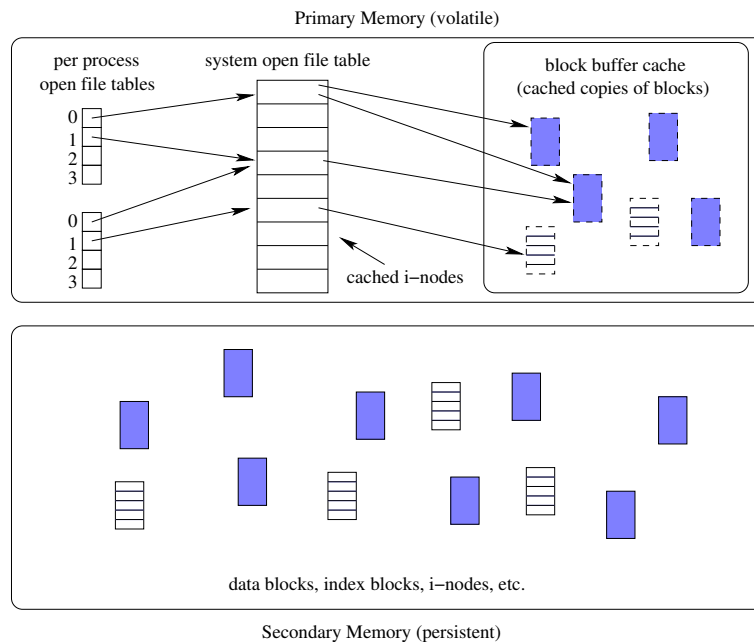 Primary Memory (volatile)
per process
open file tables
system open file table
block buffer cache
(cached copies of blocks)
0
1
2
3
0
1
2
3
cached i−nodes
data blocks, index blocks, i−nodes, etc.
Secondary Memory (persistent)